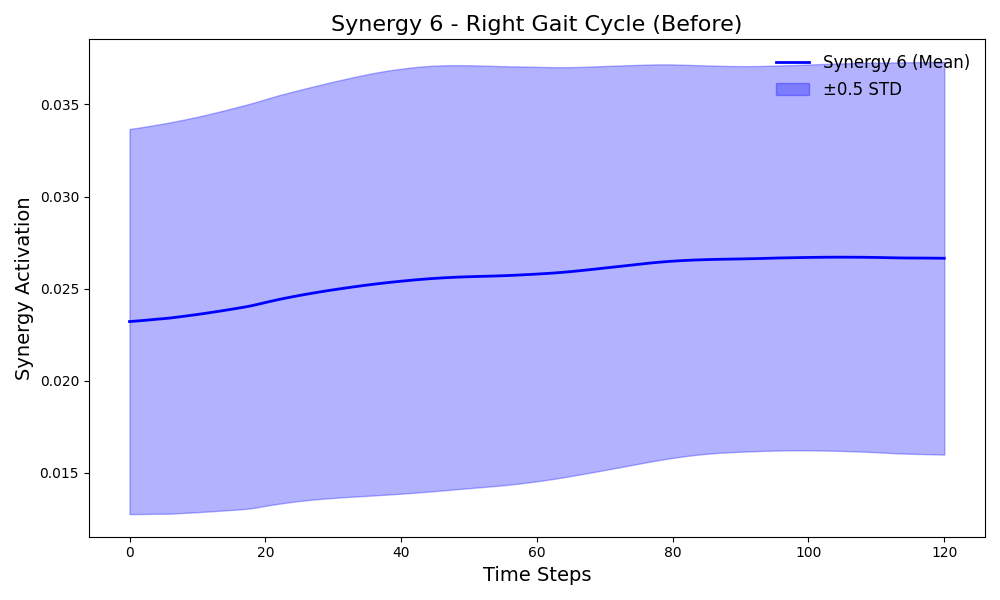 Synergy 6 - Right Gait Cycle (Before)
Synergy 6 (Mean)
±0.5 STD
Synergy Activation
0.035
0.030
0.025
0.020
0.015
0 20 40 60 80 100 120
Time Steps